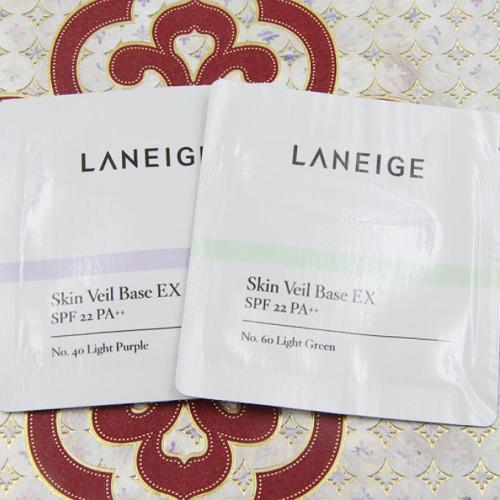 LANEIGE
Skin Veil Base EX
SPF 22 PA++
No. 40 Light Purple
LANEIGE
Skin Veil Base EX
SPF 22 PA++
No. 60 Light Green